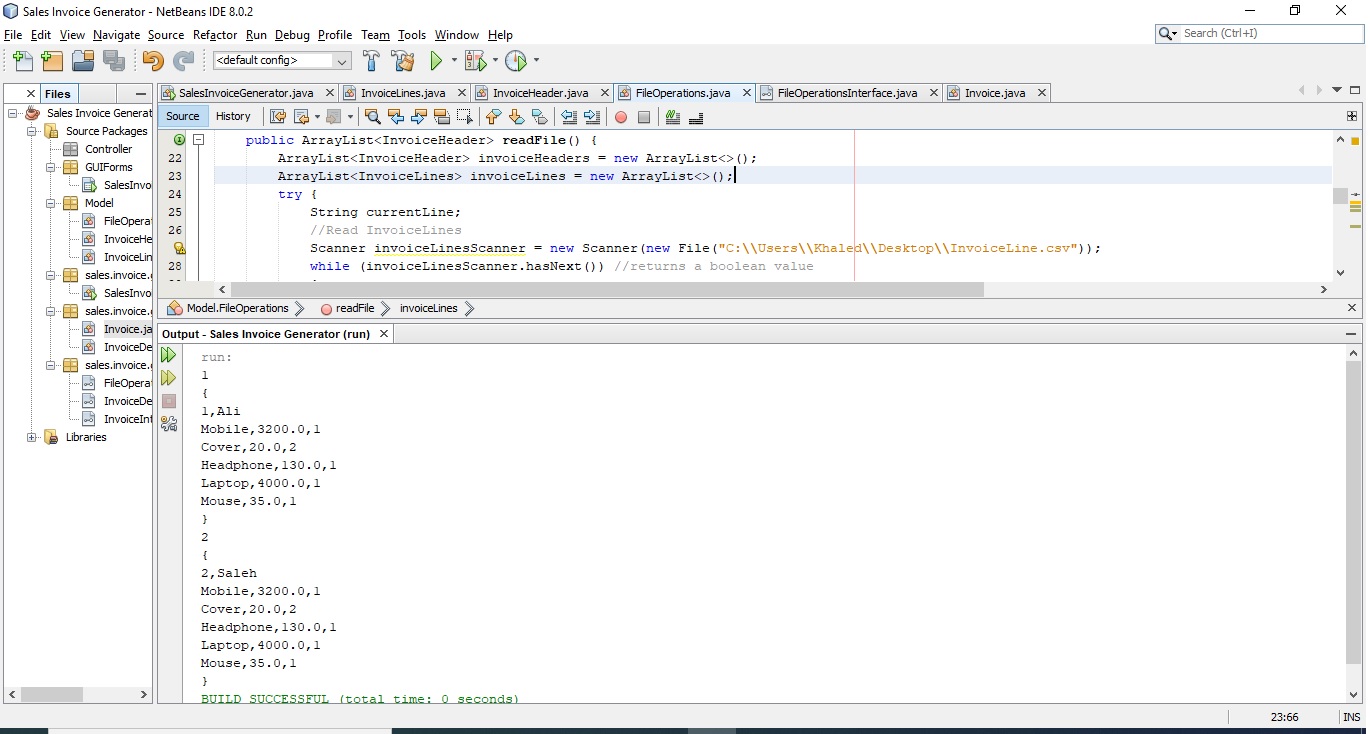 Sales Invoice Generator - NetBeans IDE 8.0.2
File Edit View Navigate Source Refactor Run Debug Profile Team Tools Window Help
Search (Ctrl+I)
<default config>
Files
Sales Invoice Generat
Source Packages
Controller
GUIForms
SalesInvo
Model
FileOperat
InvoiceHe
InvoiceLin
sales.invoice.g
SalesInvo
sales.invoice.g
Invoice.ja
InvoiceDe
sales.invoice.g
FileOperat
InvoiceDe
InvoiceInt
Libraries
SalesInvoiceGenerator.java InvoiceLines.java InvoiceHeader.java FileOperations.java FileOperationsInterface.java Invoice.java
Source History
public ArrayList<InvoiceHeader> readFile() {
22 ArrayList<InvoiceHeader> invoiceHeaders = new ArrayList<>();
23 ArrayList<InvoiceLines> invoiceLines = new ArrayList<>();
24 try {
25 String currentLine;
26 //Read InvoiceLines
Scanner invoiceLinesScanner = new Scanner(new File("C:\\Users\\Khaled\\Desktop\\InvoiceLine.csv"));
28 while (invoiceLinesScanner.hasNext()) //returns a boolean value
Model.FileOperations readFile invoiceLines
Output - Sales Invoice Generator (run)
run:
1
{
1,Ali
Mobile,3200.0,1
Cover,20.0,2
Headphone,130.0,1
Laptop,4000.0,1
Mouse,35.0,1
}
2
{
2,Saleh
Mobile,3200.0,1
Cover,20.0,2
Headphone,130.0,1
Laptop,4000.0,1
Mouse,35.0,1
}
BUILD SUCCESSFUL (total time: 0 seconds)
23:66 INS